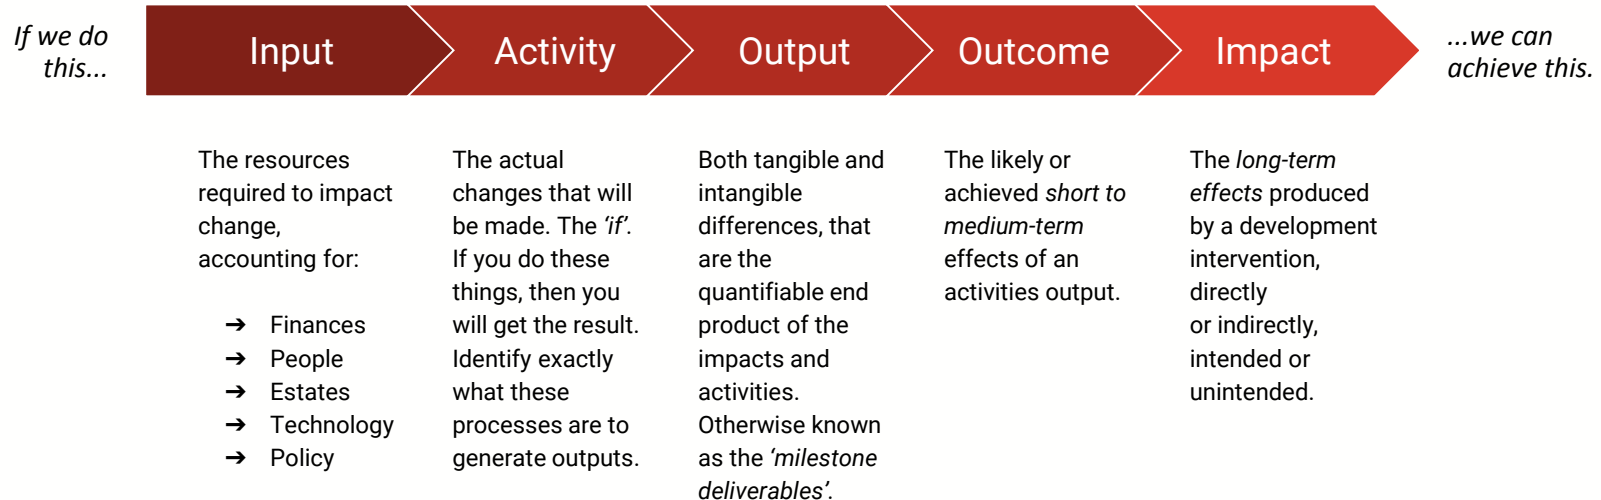 If we do
this...
Input
Activity
Output
Outcome
Impact
...we can
achieve this.
The resources
required to impact
change,
accounting for:
➔ Finances
➔ People
➔ Estates
➔ Technology
➔ Policy
The actual
changes that will
be made. The ‘if’.
If you do these
things, then you
will get the result.
Identify exactly
what these
processes are to
generate outputs.
Both tangible and
intangible
differences, that
are the
quantifiable end
product of the
impacts and
activities.
Otherwise known
as the ‘milestone
deliverables’.
The likely or
achieved short to
medium-term
effects of an
activities output.
The long-term
effects produced
by a development
intervention,
directly
or indirectly,
intended or
unintended.